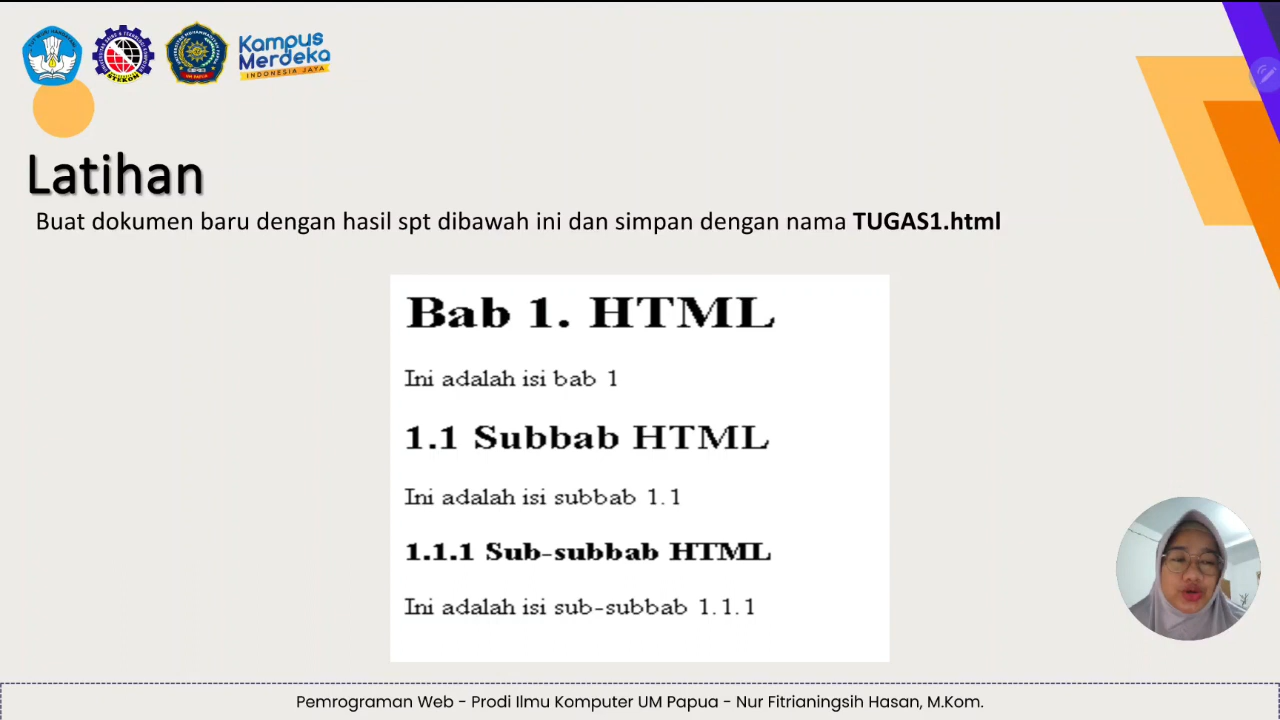 STEKOM
UM PAPUA
Kampus
Merdeka
INDONESIA JAYA
Latihan
Buat dokumen baru dengan hasil spt dibawah ini dan simpan dengan nama TUGAS1.html
Bab 1. HTML
Ini adalah isi bab 1
1.1 Subbab HTML
Ini adalah isi subbab 1.1
1.1.1 Sub-subbab HTML
Ini adalah isi sub-subbab 1.1.1
Pemrograman Web - Prodi Ilmu Komputer UM Papua - Nur Fitrianingsih Hasan, M.Kom.